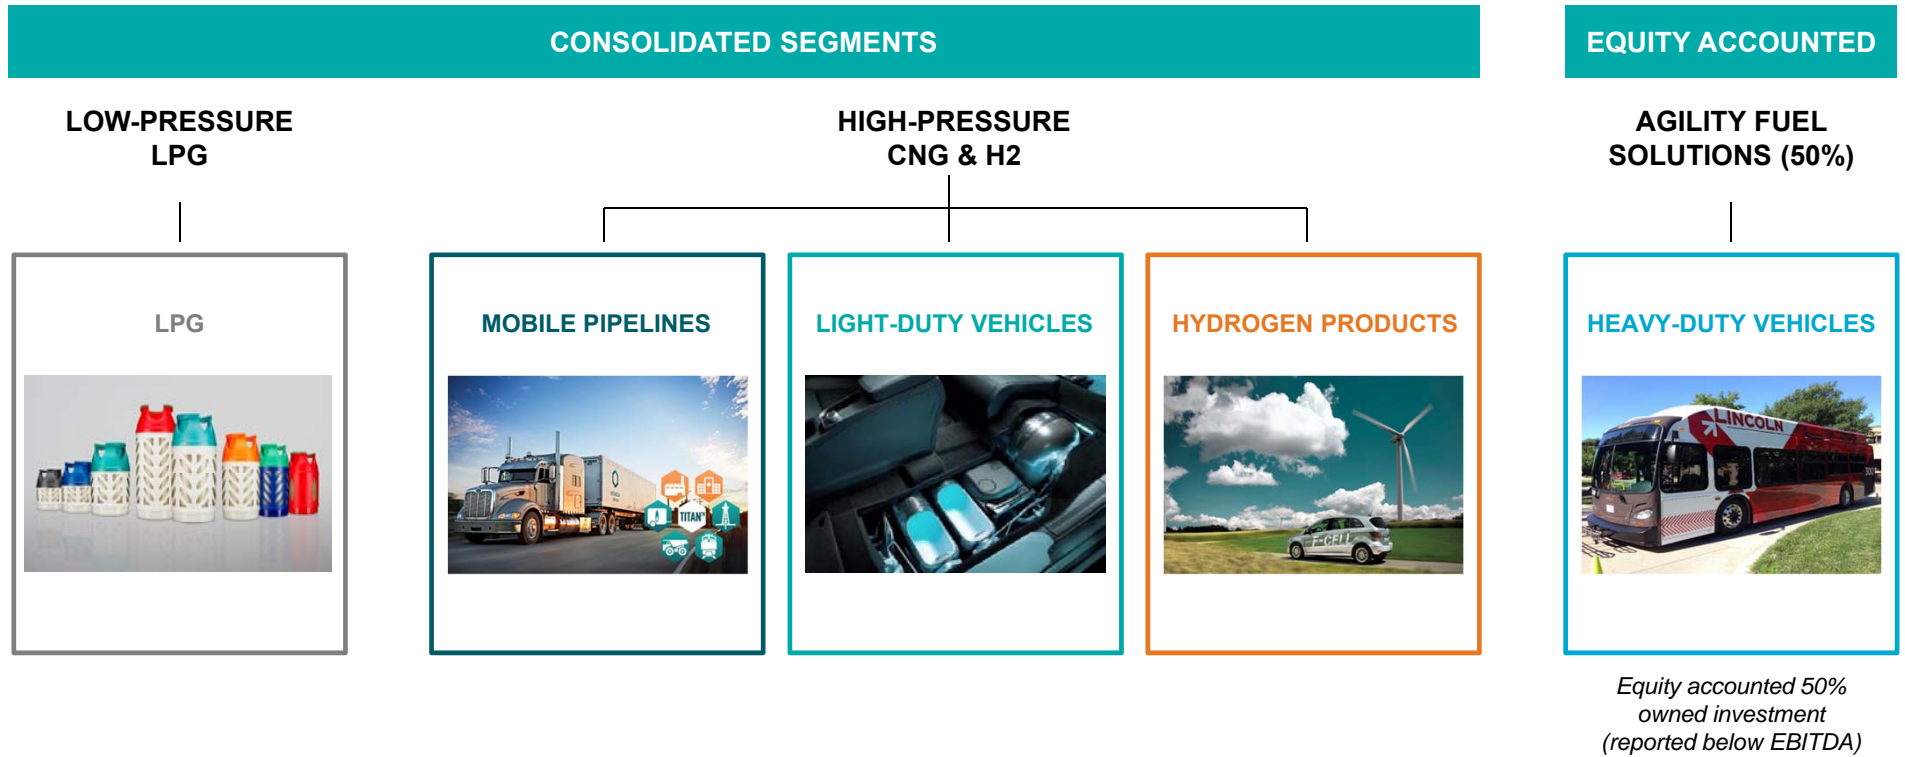 CONSOLIDATED SEGMENTS
EQUITY ACCOUNTED
LOW-PRESSURE
LPG
HIGH-PRESSURE
CNG & H2
AGILITY FUEL
SOLUTIONS (50%)
LPG
MOBILE PIPELINES
TITAN
LIGHT-DUTY VEHICLES
HYDROGEN PRODUCTS
F-CELL
HEAVY-DUTY VEHICLES
LINCOLN
Equity accounted 50%
owned investment
(reported below EBITDA)